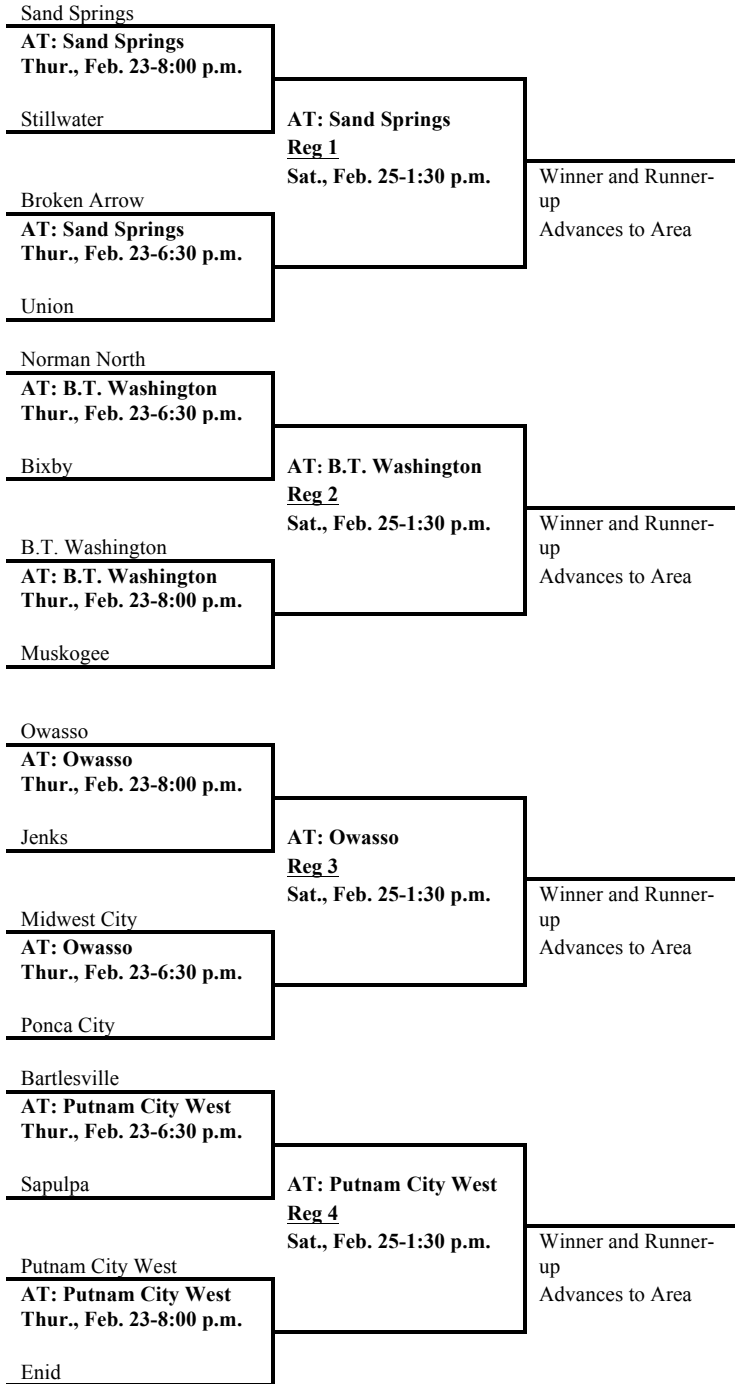 Sand Springs
AT: Sand Springs
Thur., Feb. 23-8:00 p.m.
Stillwater
AT: Sand Springs
Reg 1
Sat., Feb. 25-1:30 p.m.
Winner and Runner-
up
Advances to Area
Broken Arrow
AT: Sand Springs
Thur., Feb. 23-6:30 p.m.
Union
Norman North
AT: B.T. Washington
Thur., Feb. 23-6:30 p.m.
Bixby
AT: B.T. Washington
Reg 2
Sat., Feb. 25-1:30 p.m.
Winner and Runner-
up
Advances to Area
B.T. Washington
AT: B.T. Washington
Thur., Feb. 23-8:00 p.m.
Muskogee
Owasso
AT: Owasso
Thur., Feb. 23-8:00 p.m.
Jenks
AT: Owasso
Reg 3
Sat., Feb. 25-1:30 p.m.
Winner and Runner-
up
Advances to Area
Midwest City
AT: Owasso
Thur., Feb. 23-6:30 p.m.
Ponca City
Bartlesville
AT: Putnam City West
Thur., Feb. 23-6:30 p.m.
Sapulpa
AT: Putnam City West
Reg 4
Sat., Feb. 25-1:30 p.m.
Winner and Runner-
up
Advances to Area
Putnam City West
AT: Putnam City West
Thur., Feb. 23-8:00 p.m.
Enid